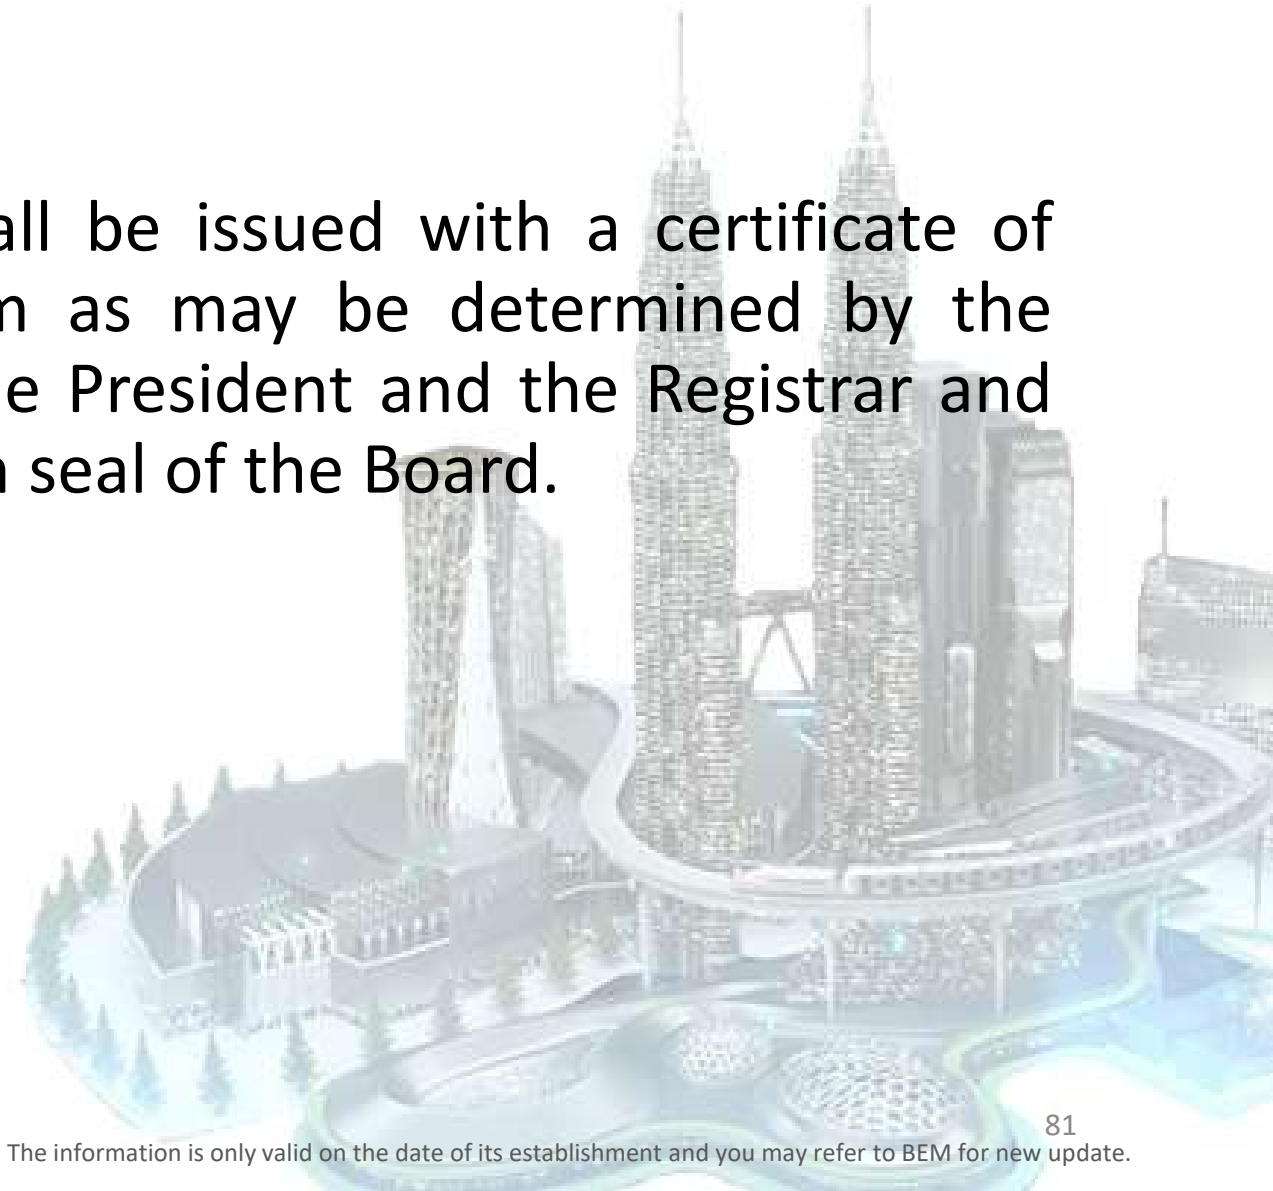 all be issued with a certificate of
m as may be determined by the
e President and the Registrar and
n seal of the Board.
81
The information is only valid on the date of its establishment and you may refer to BEM for new update.